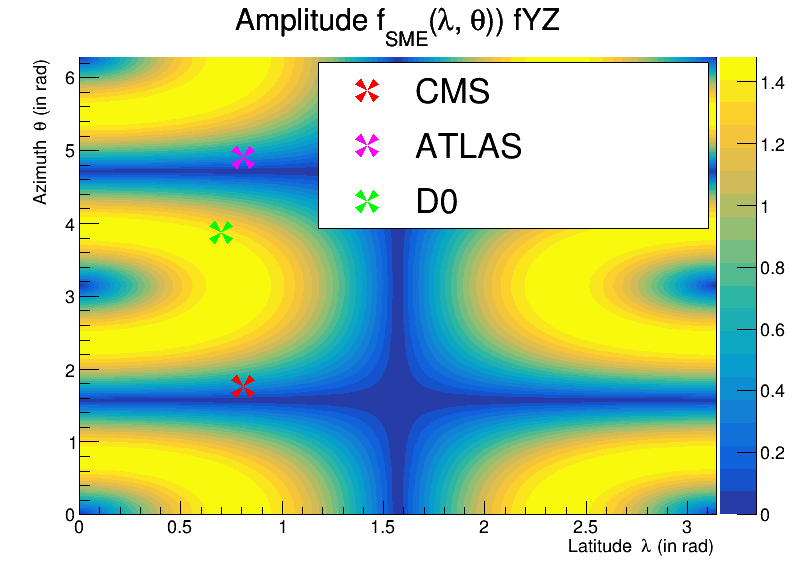 Amplitude f_SME(λ, θ)) fYZ
Azimuth θ (in rad)
6
5
4
3
2
1
0
CMS
ATLAS
D0
1.4
1.2
1
0.8
0.6
0.4
0.2
0
0 0.5 1 1.5 2 2.5 3
Latitude λ (in rad)